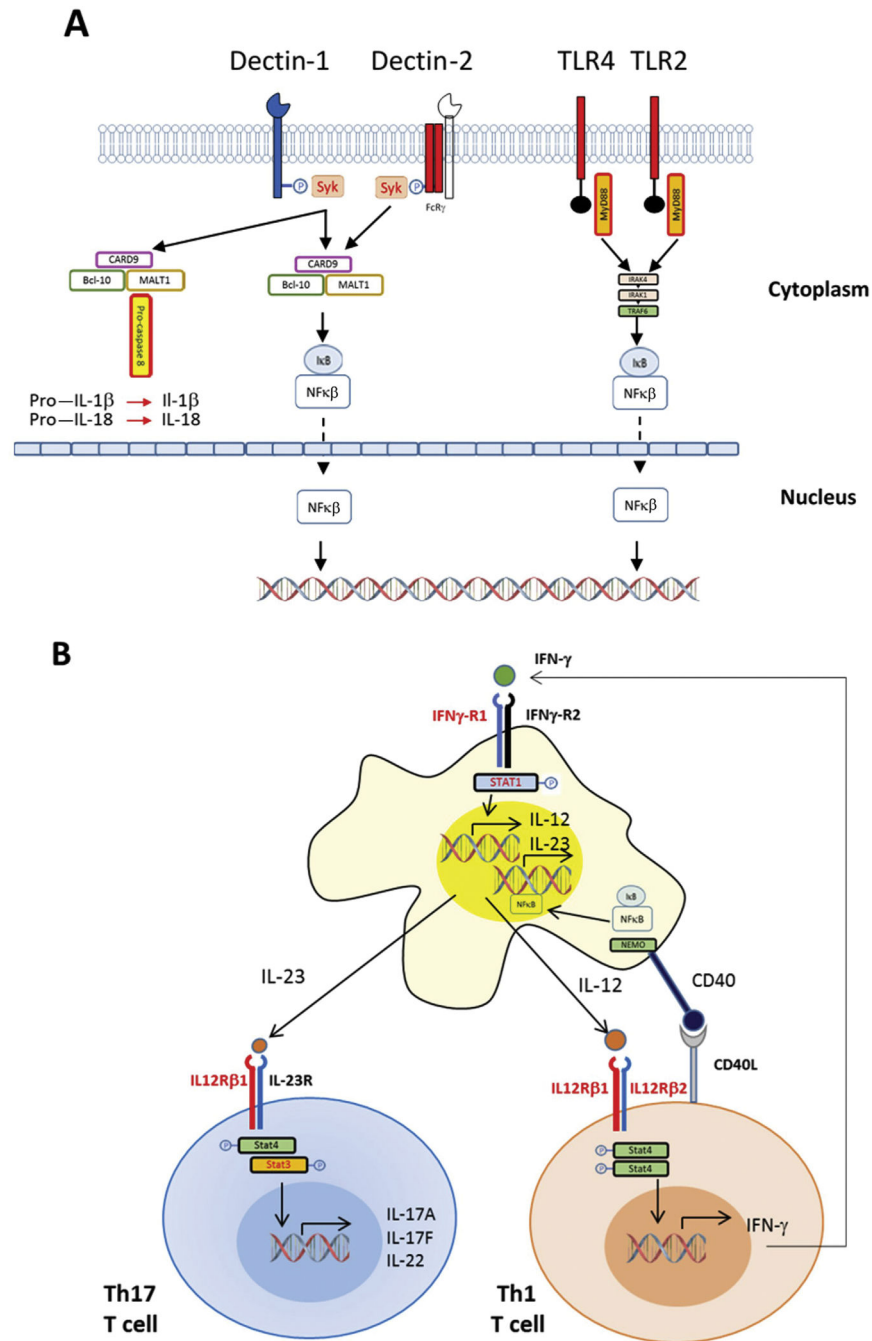 A
Dectin-1 Dectin-2 TLR4 TLR2
P Syk Syk P
FcRγ
MyD88 MyD88
CARD9
Bcl-10 MALT1
Pro-caspase 8
CARD9
Bcl-10 MALT1
IRAK4
IRAK1
TRAF6
Cytoplasm
IκB IκB
NFκβ NFκβ
Pro—IL-1β Il-1β
Pro—IL-18 IL-18
Nucleus
NFκβ NFκβ
B
IFN-γ
IFNγ-R1 IFNγ-R2
STAT1 P
IL-12
IL-23
NFκB
IκB
NFκB
NEMO
IL-23 IL-12 CD40
CD40L
IL12Rβ1 IL-23R IL12Rβ1 IL12Rβ2
P Stat4
Stat3 P
P Stat4
P Stat4
IL-17A
IL-17F
IL-22
IFN-γ
Th17
T cell
Th1
T cell